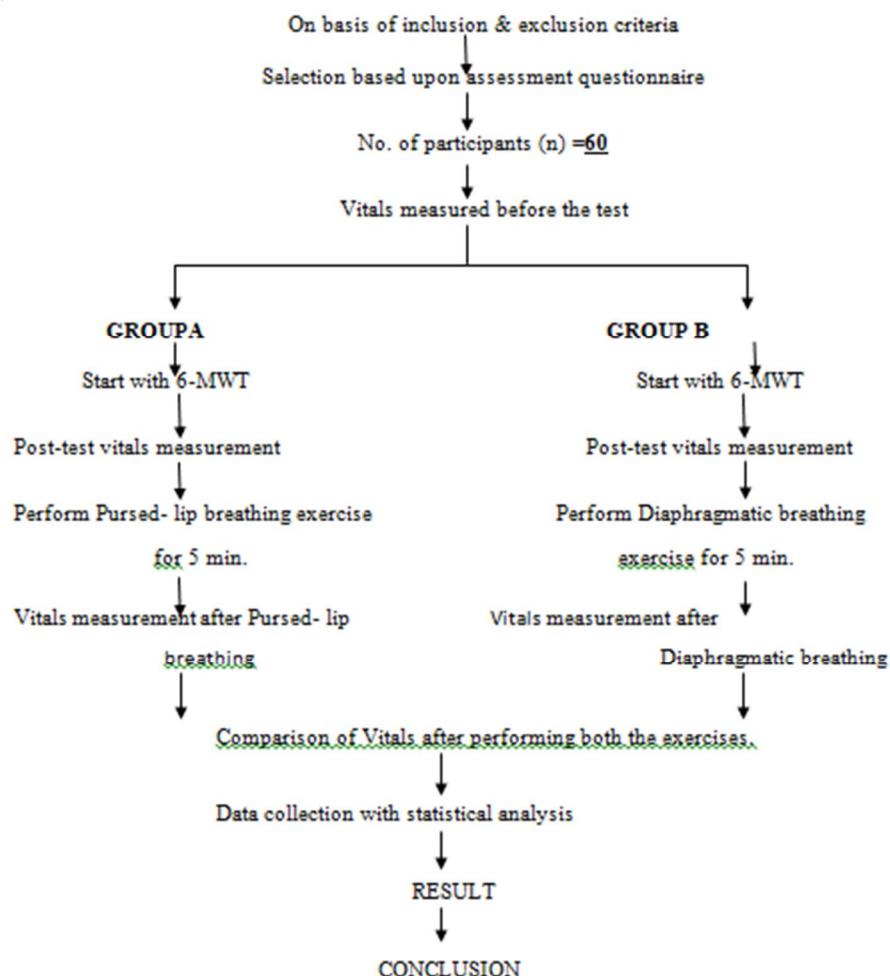 On basis of inclusion & exclusion criteria
Selection based upon assessment questionnaire
No. of participants (n) =60
Vitals measured before the test
GROUPA
GROUP B
Start with 6-MWT
Start with 6-MWT
Post-test vitals measurement
Post-test vitals measurement
Perform Pursed- lip breathing exercise
for 5 min.
Perform Diaphragmatic breathing
exercise for 5 min.
Vitals measurement after Pursed- lip
breathing
Vitals measurement after
Diaphragmatic breathing
Comparison of Vitals after performing both the exercises.
Data collection with statistical analysis
RESULT
CONCLUSION